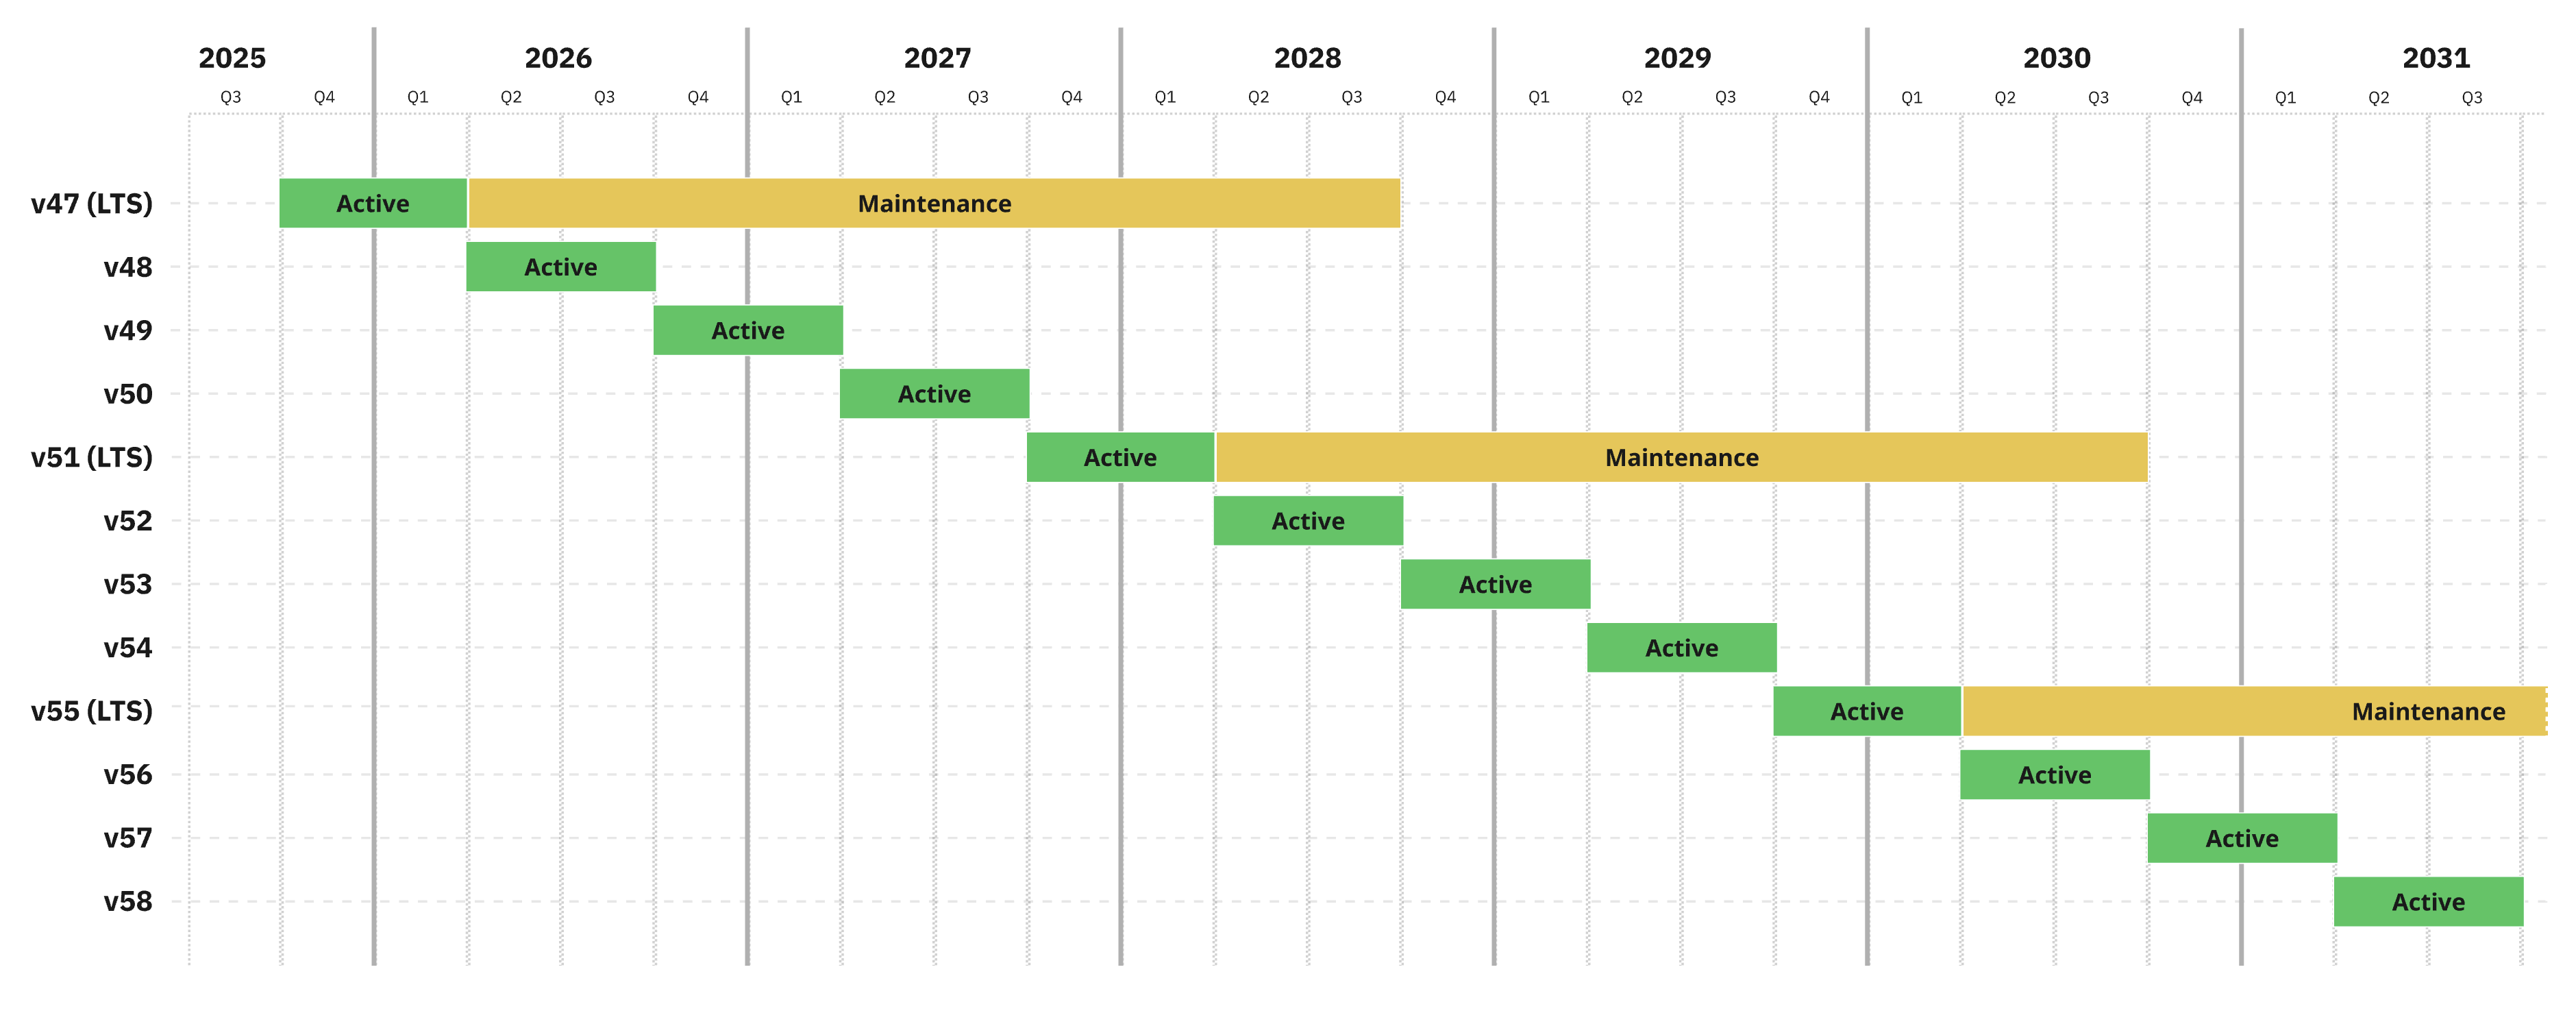 2025 2026 2027 2028 2029 2030 2031
Q3 Q4 Q1 Q2 Q3 Q4 Q1 Q2 Q3 Q4 Q1 Q2 Q3 Q4 Q1 Q2 Q3 Q4 Q1 Q2 Q3 Q4 Q1 Q2 Q3
v47 (LTS) Active Maintenance
v48 Active
v49 Active
v50 Active
v51 (LTS) Active Maintenance
v52 Active
v53 Active
v54 Active
v55 (LTS) Active Maintenance
v56 Active
v57 Active
v58 Active